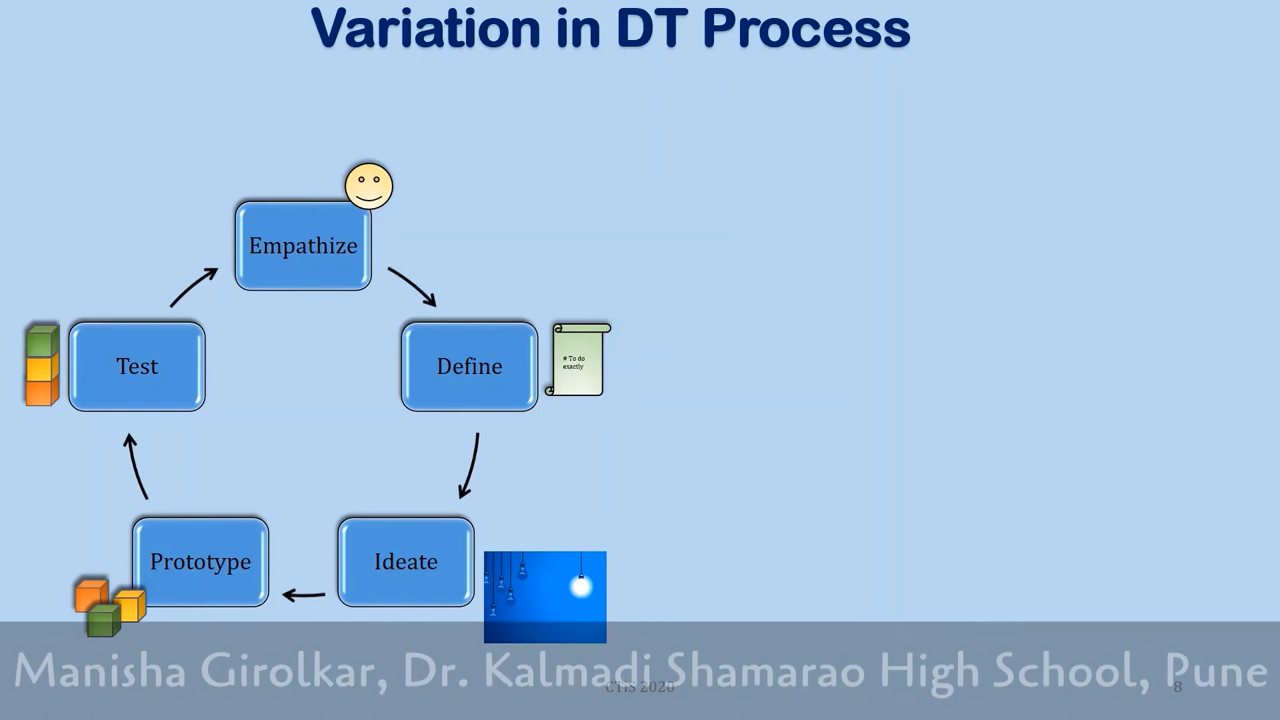 Variation in DT Process
Empathize
Test
Define
# To do
exactly
Prototype
Ideate
Manisha Girolkar, Dr. Kalmadi Shamarao High School, Pune
CTiS 2020
8